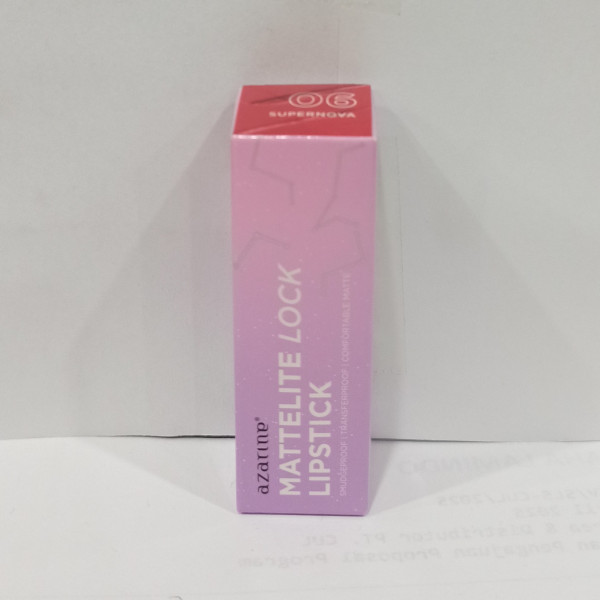 06
SUPERNOVA
azarine®
MATTELITE LOCK
LIPSTICK
SMUDGEPROOF | TRANSFERPROOF | COMFORTABLE MATTE